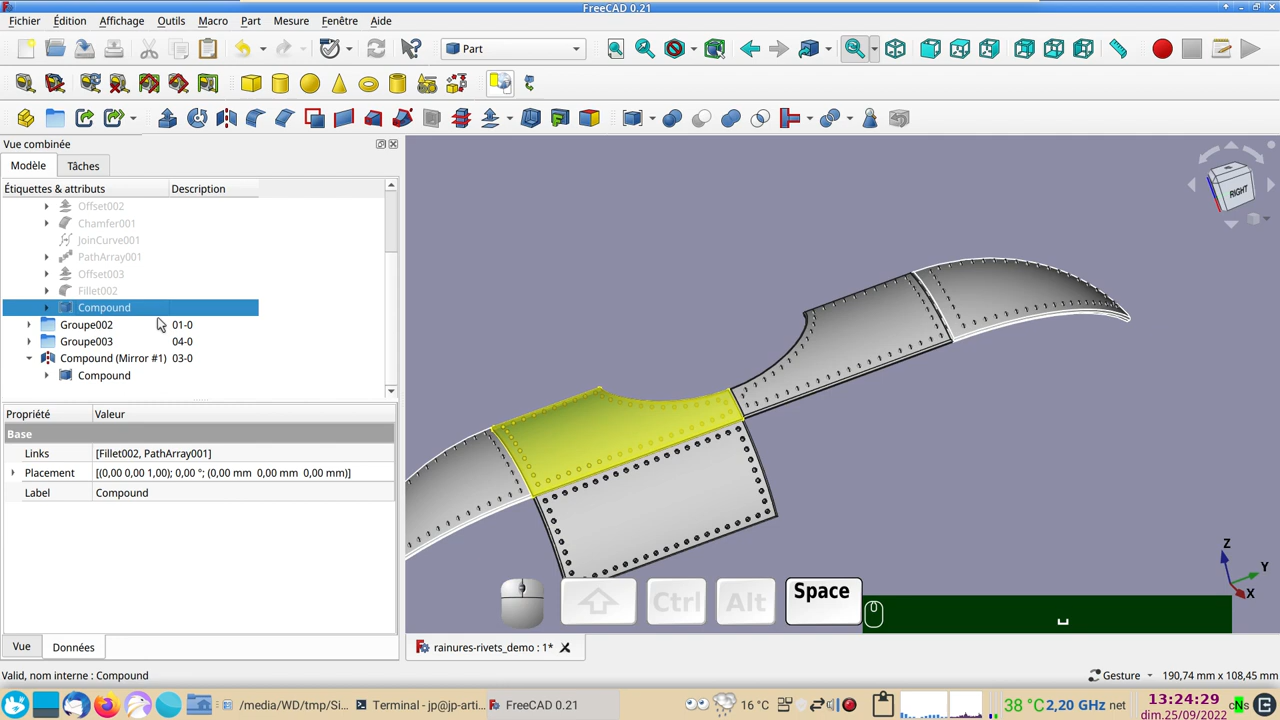 FreeCAD 0.21
Fichier Édition Affichage Outils Macro Part Mesure Fenêtre Aide
Part
Vue combinée
Modèle Tâches
Étiquettes & attributs Description
Offset002
Chamfer001
JoinCurve001
PathArray001
Offset003
Fillet002
Compound
Groupe002 01-0
Groupe003 04-0
Compound (Mirror #1) 03-0
Compound
Propriété Valeur
Base
Links [Fillet002, PathArray001]
Placement [(0,00 0,00 1,00); 0,00 °; (0,00 mm 0,00 mm 0,00 mm)]
Label Compound
RIGHT
Z
Y
X
Ctrl Alt Space
Vue Données
rainures-rivets_demo : 1*
Valid, nom interne : Compound
Gesture 190,74 mm x 108,45 mm
/media/WD/tmp/Si... Terminal - jp@jp-arti... FreeCAD 0.21
16 °C
38 °C 2,20 GHz net
13:24:29
dim.25/09/2022
cNs